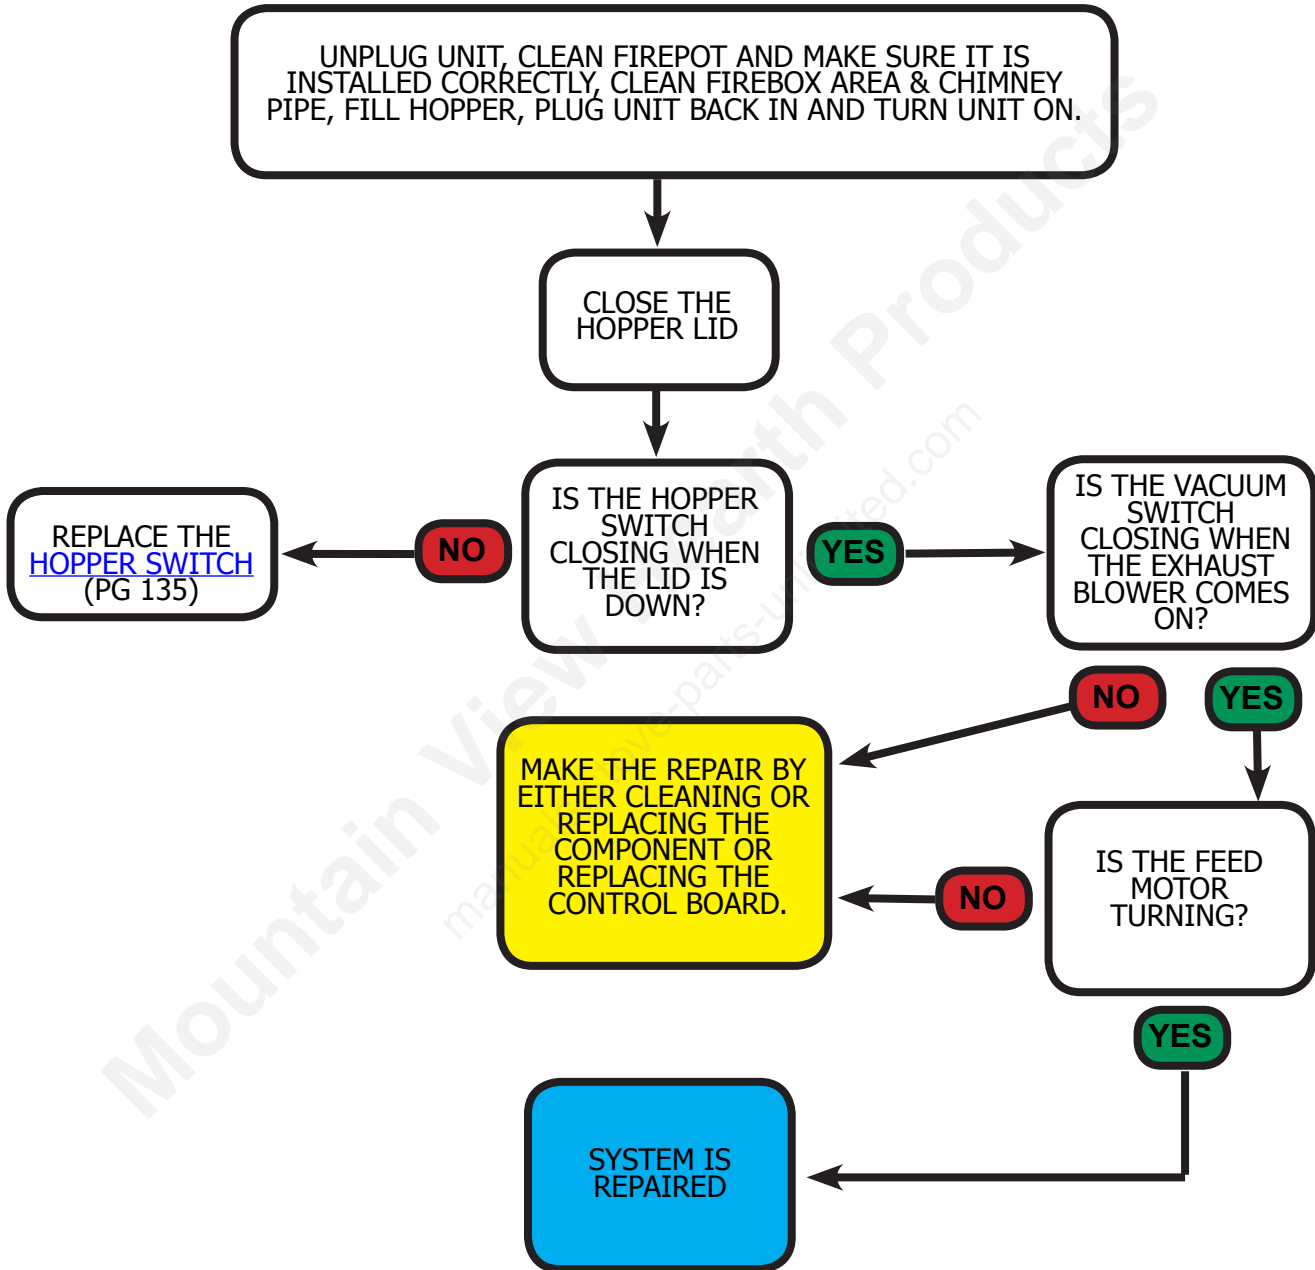 UNPLUG UNIT, CLEAN FIREPOT AND MAKE SURE IT IS
INSTALLED CORRECTLY, CLEAN FIREBOX AREA & CHIMNEY
PIPE, FILL HOPPER, PLUG UNIT BACK IN AND TURN UNIT ON.
CLOSE THE
HOPPER LID
IS THE HOPPER
SWITCH
CLOSING WHEN
THE LID IS
DOWN?
NO
REPLACE THE
HOPPER SWITCH
(PG 135)
YES
IS THE VACUUM
SWITCH
CLOSING WHEN
THE EXHAUST
BLOWER COMES
ON?
NO
YES
MAKE THE REPAIR BY
EITHER CLEANING OR
REPLACING THE
COMPONENT OR
REPLACING THE
CONTROL BOARD.
NO
IS THE FEED
MOTOR
TURNING?
YES
SYSTEM IS
REPAIRED
Mountain View Hearth Products